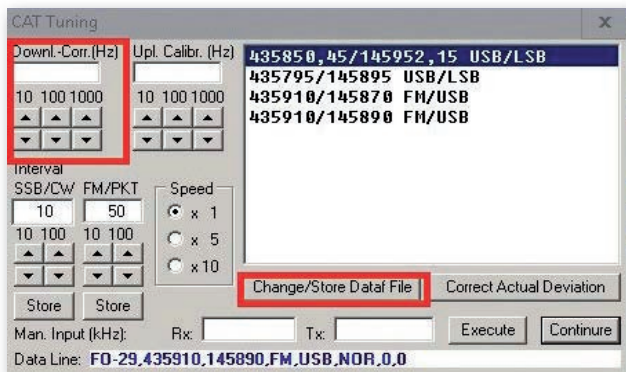 CAT Tuning
x
Downl.-Corr.(Hz) Upl. Calibr. (Hz)
10 100 1000 10 100 1000
435850,45/145952,15 USB/LSB
435795/145895 USB/LSB
435910/145870 FM/USB
435910/145890 FM/USB
Interval
SSB/CW FM/PKT
10 50
10 100 10 100
Store Store
Speed
x 1
x 5
x 10
Change/Store Dataf File Correct Actual Deviation
Man. Input (kHz): Rx: Tx: Execute Continure
Data Line: FO-29,435910,145890,FM,USB,NOR,0,0